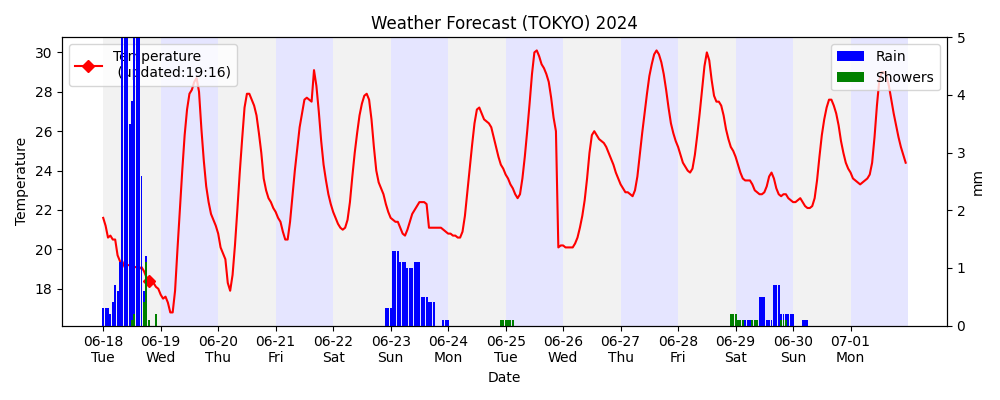 Weather Forecast (TOKYO) 2024
Temperature
(updated:19:16)
Rain
Showers
Temperature
30
28
26
24
22
20
18
5
4
3
2
1
0
mm
06-18 06-19 06-20 06-21 06-22 06-23 06-24 06-25 06-26 06-27 06-28 06-29 06-30 07-01
Tue Wed Thu Fri Sat Sun Mon Tue Wed Thu Fri Sat Sun Mon
Date